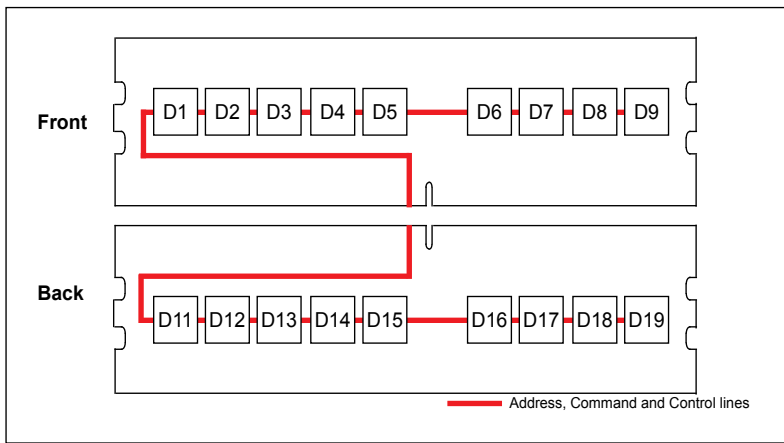 Front
D1 D2 D3 D4 D5 D6 D7 D8 D9
Back
D11 D12 D13 D14 D15 D16 D17 D18 D19
Address, Command and Control lines